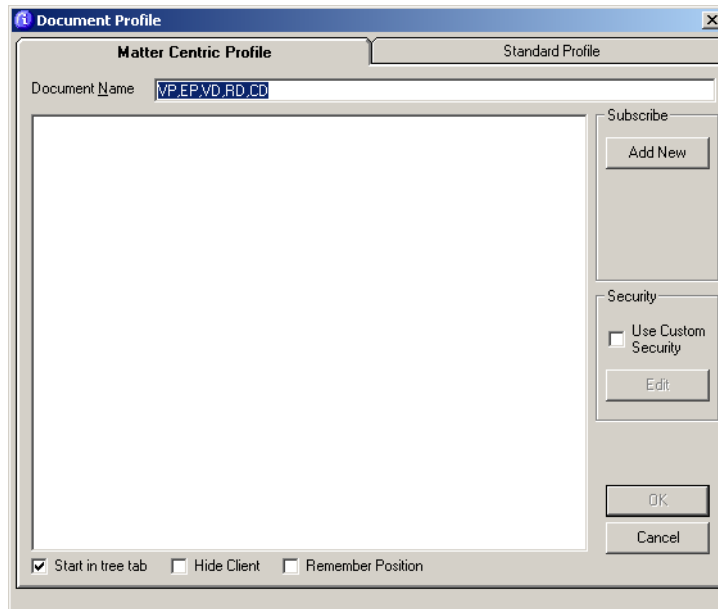 Document Profile
Matter Centric Profile
Standard Profile
Document Name VP,EP,VD,RD,CD
Subscribe
Add New
Security
Use Custom
Security
Edit
OK
Cancel
Start in tree tab Hide Client Remember Position